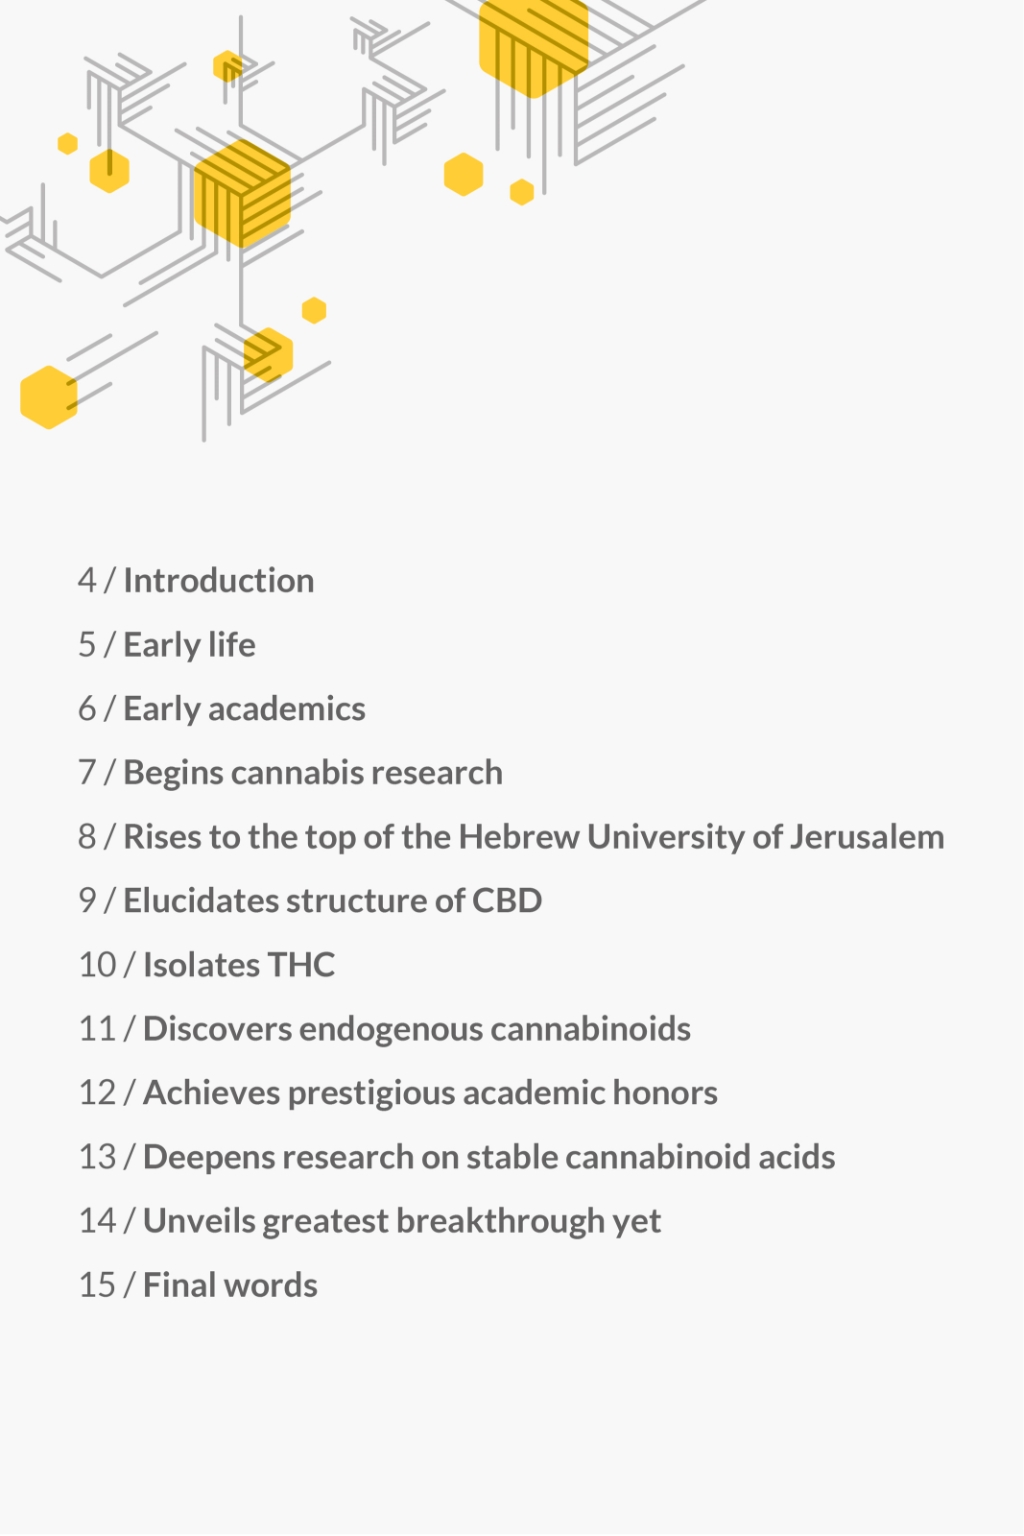 4 / Introduction
5 / Early life
6 / Early academics
7 / Begins cannabis research
8 / Rises to the top of the Hebrew University of Jerusalem
9 / Elucidates structure of CBD
10 / Isolates THC
11 / Discovers endogenous cannabinoids
12 / Achieves prestigious academic honors
13 / Deepens research on stable cannabinoid acids
14 / Unveils greatest breakthrough yet
15 / Final words